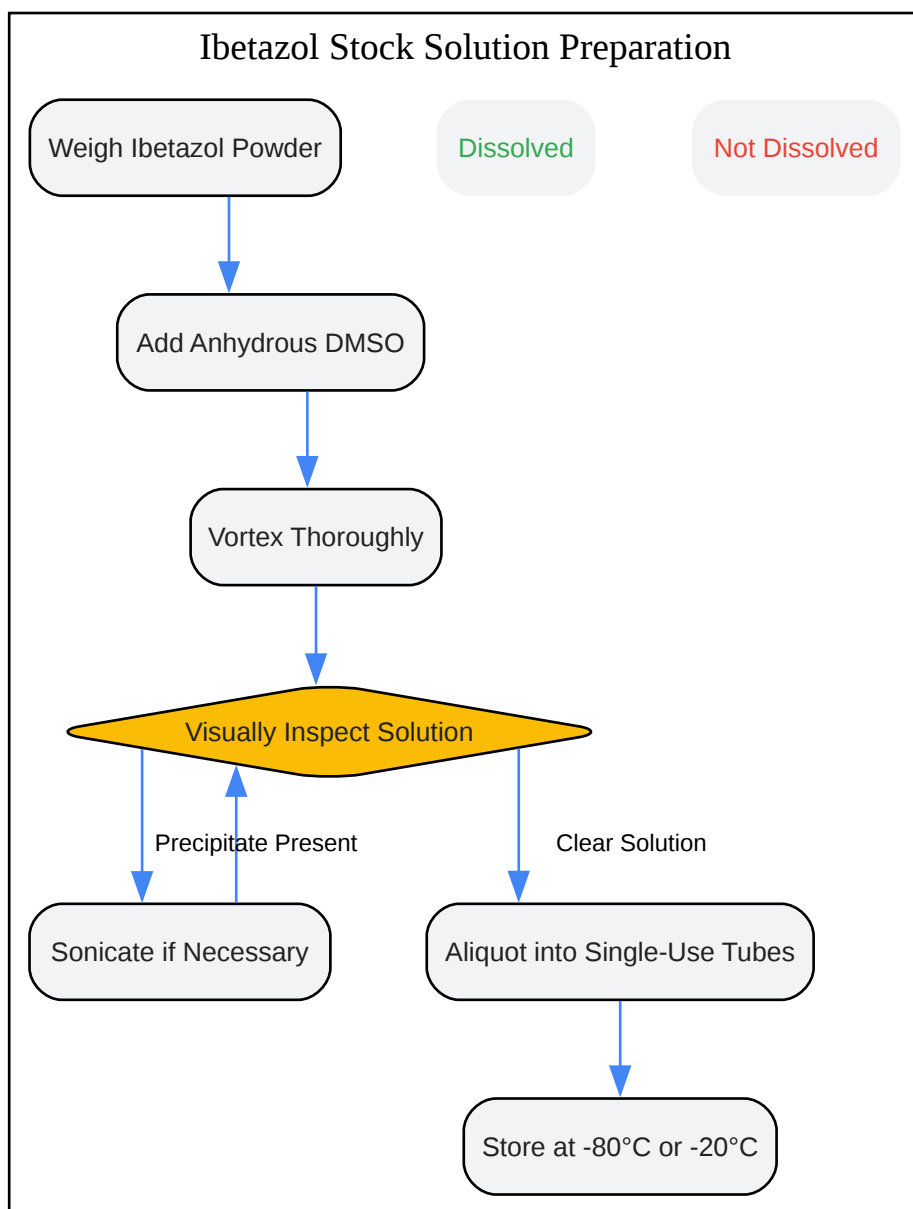 Ibetazol Stock Solution Preparation
Weigh Ibetazol Powder
Dissolved
Not Dissolved
Add Anhydrous DMSO
Vortex Thoroughly
Visually Inspect Solution
Precipitate Present
Clear Solution
Sonicate if Necessary
Aliquot into Single-Use Tubes
Store at -80°C or -20°C